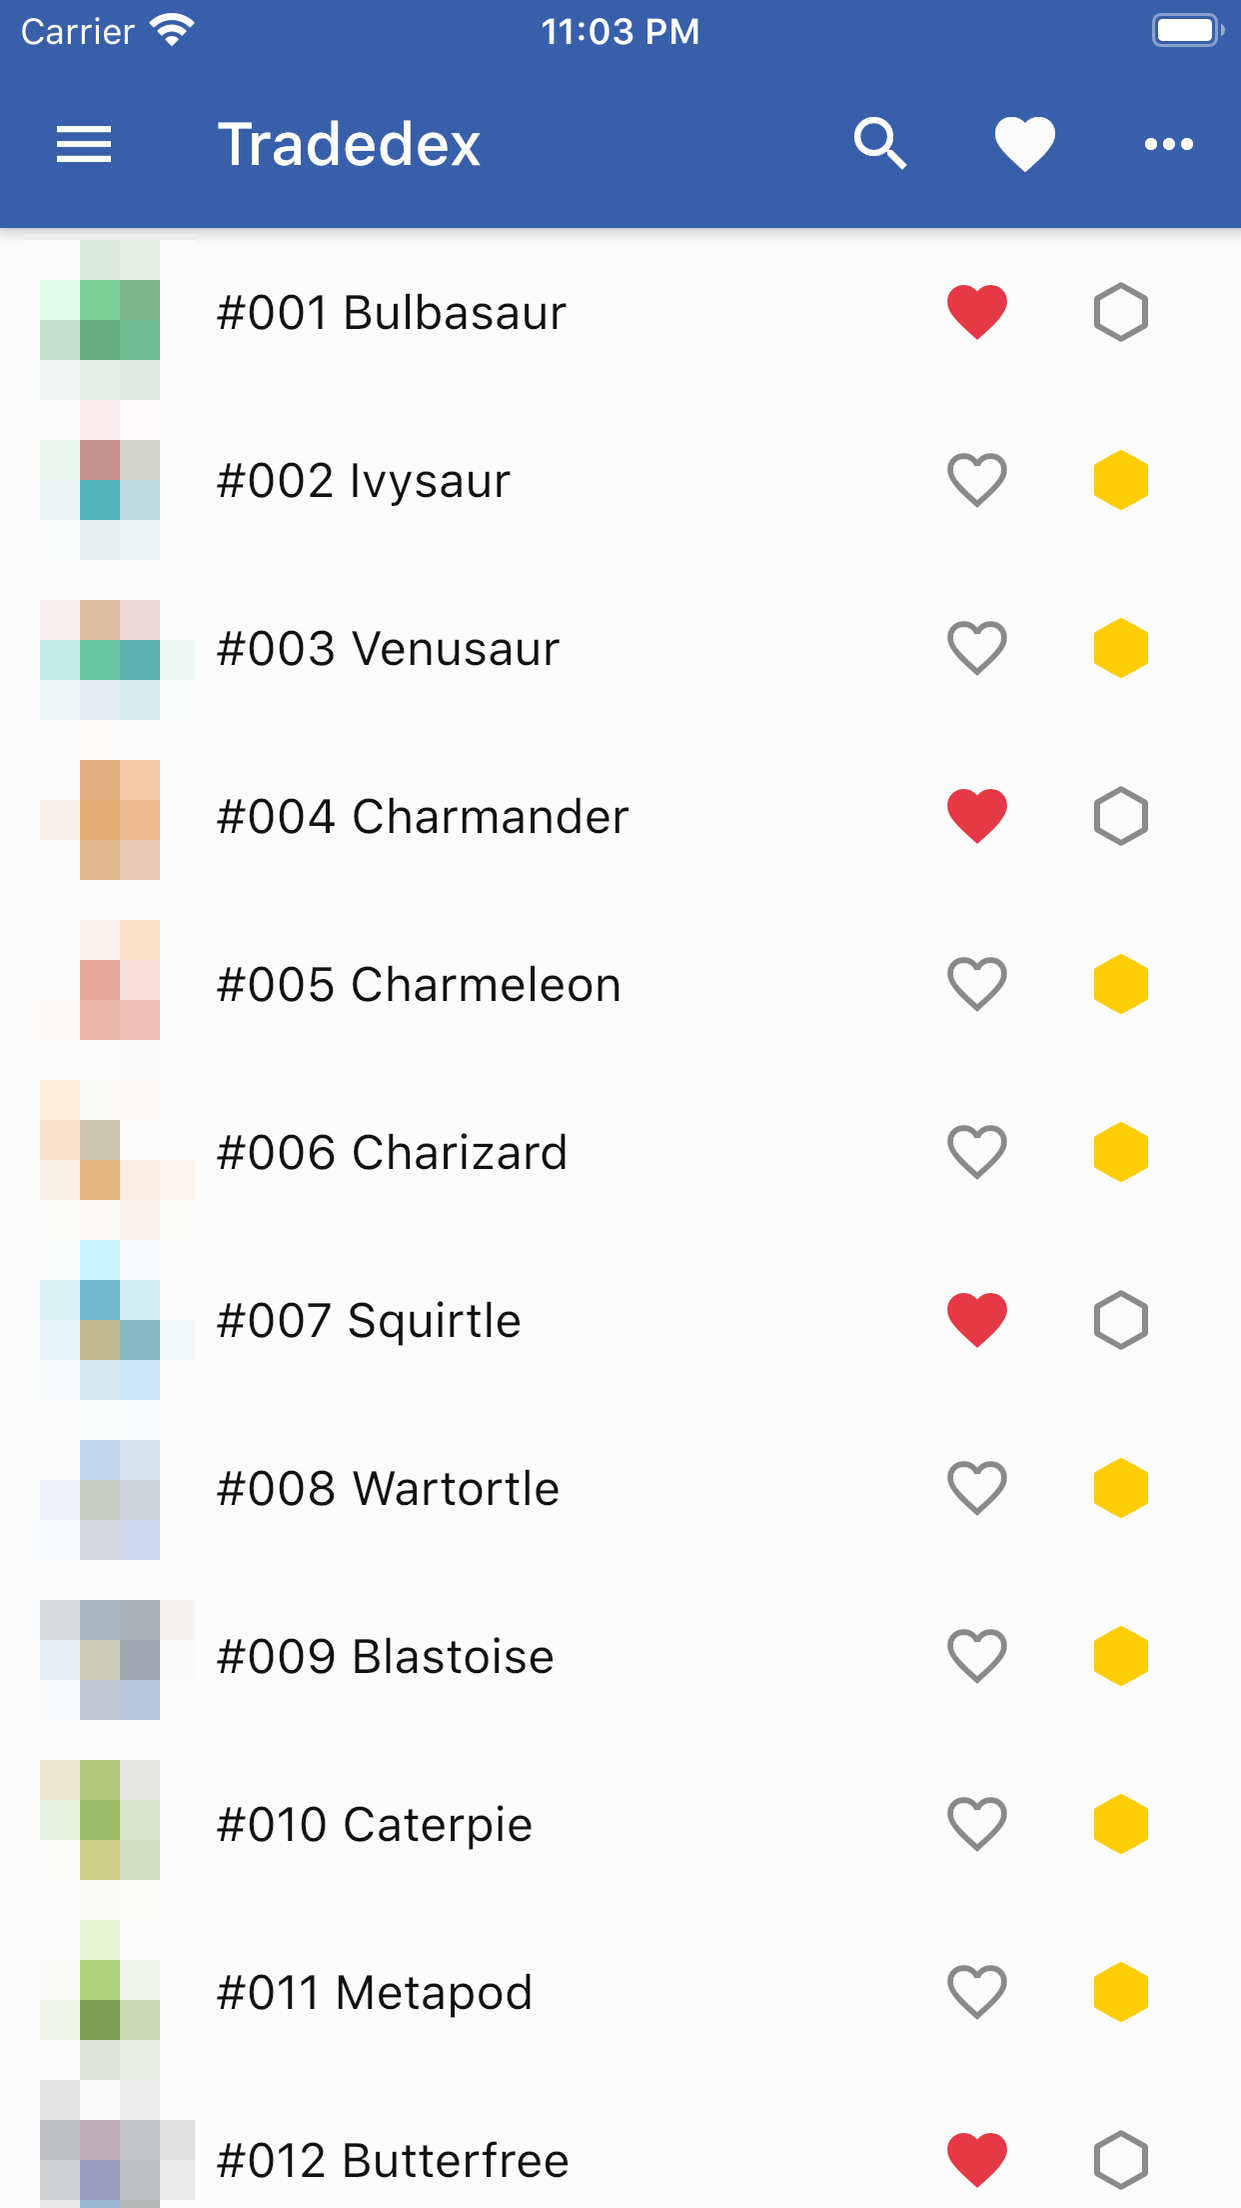 Carrier 11:03 PM
Tradedex
#001 Bulbasaur
#002 Ivysaur
#003 Venusaur
#004 Charmander
#005 Charmeleon
#006 Charizard
#007 Squirtle
#008 Wartortle
#009 Blastoise
#010 Caterpie
#011 Metapod
#012 Butterfree